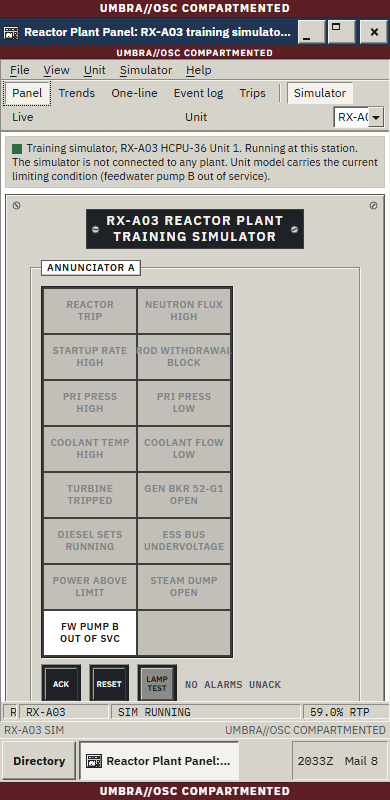 UMBRA//OSC COMPARTMENTED
Reactor Plant Panel: RX-A03 training simulato...
UMBRA//OSC COMPARTMENTED
File View Unit Simulator Help
Panel Trends One-line Event log Trips Simulator
Live Unit RX-A0
Training simulator, RX-A03 HCPU-36 Unit 1. Running at this station.
The simulator is not connected to any plant. Unit model carries the current
limiting condition (feedwater pump B out of service).
RX-A03 REACTOR PLANT
TRAINING SIMULATOR
ANNUNCIATOR A
REACTOR
TRIP
NEUTRON FLUX
HIGH
STARTUP RATE
HIGH
ROD WITHDRAWAL
BLOCK
PRI PRESS
HIGH
PRI PRESS
LOW
COOLANT TEMP
HIGH
COOLANT FLOW
LOW
TURBINE
TRIPPED
GEN BKR 52-G1
OPEN
DIESEL SETS
RUNNING
ESS BUS
UNDERVOLTAGE
POWER ABOVE
LIMIT
STEAM DUMP
OPEN
FW PUMP B
OUT OF SVC
ACK RESET LAMP
TEST
NO ALARMS UNACK
R RX-A03 SIM RUNNING 59.0% RTP
RX-A03 SIM UMBRA//OSC COMPARTMENTED
Directory Reactor Plant Panel:... 2033Z Mail 8
UMBRA//OSC COMPARTMENTED